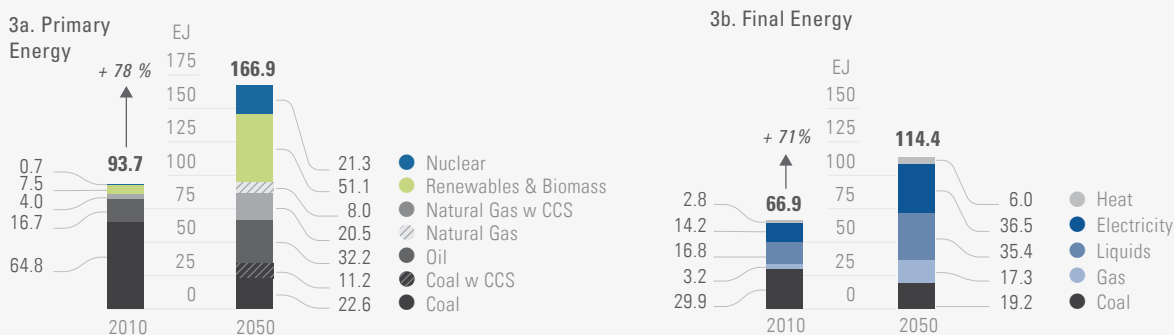 3a. Primary
Energy
EJ
+ 78 %
175
150
125
100
75
50
25
0
93.7
166.9
0.7
7.5
4.0
16.7
64.8
21.3
51.1
8.0
20.5
32.2
11.2
22.6
Nuclear
Renewables & Biomass
Natural Gas w CCS
Natural Gas
Oil
Coal w CCS
Coal
2010
2050
3b. Final Energy
EJ
+ 71%
150
125
100
75
50
25
0
66.9
114.4
2.8
14.2
16.8
3.2
29.9
6.0
36.5
35.4
17.3
19.2
Heat
Electricity
Liquids
Gas
Coal
2010
2050